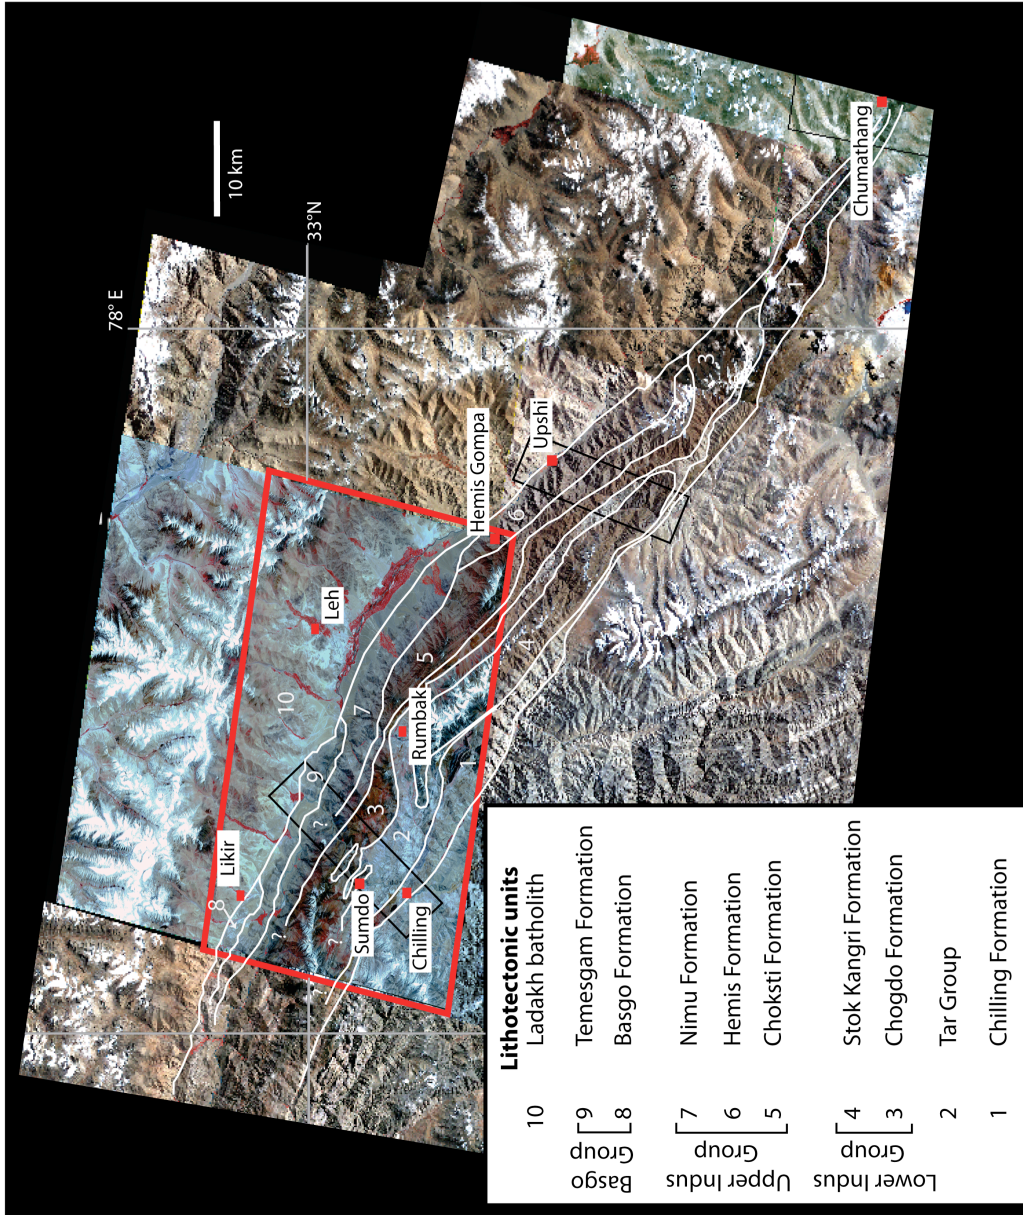 78° E
10 km
33°N
Likir
8
?
10
Leh
9
?
7
3
5
?
Sumdo
2
Rumbak
Chilling
1
Hemis Gompa
6
Upshi
4
3
1
Chumathang
Lithotectonic units
10 Ladakh batholith
Basgo
Group
9 Temesgam Formation
8 Basgo Formation
Upper Indus
Group
7 Nimu Formation
6 Hemis Formation
5 Choksti Formation
Lower Indus
Group
4 Stok Kangri Formation
3 Chogdo Formation
2 Tar Group
1 Chilling Formation